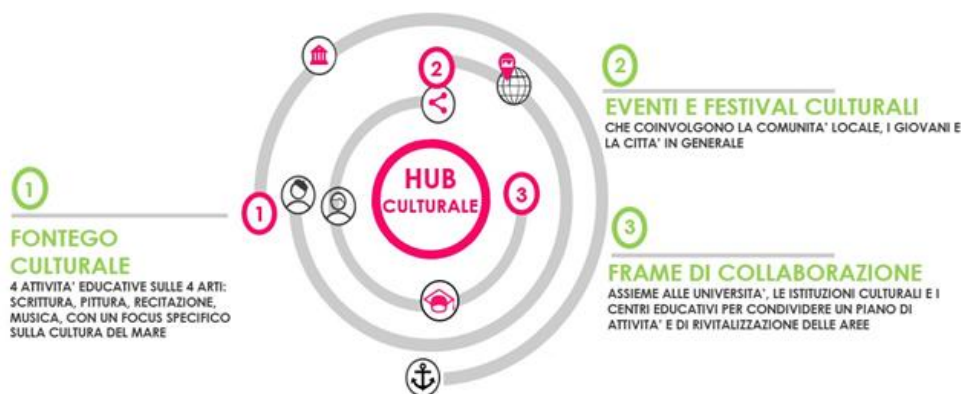 1
FONTEGO
CULTURALE
4 ATTIVITA' EDUCATIVE SULLE 4 ARTI:
SCRITTURA, PITTURA, RECITAZIONE,
MUSICA, CON UN FOCUS SPECIFICO
SULLA CULTURA DEL MARE
1
2
3
HUB
CULTURALE
2
EVENTI E FESTIVAL CULTURALI
CHE COINVOLGONO LA COMUNITA' LOCALE, I GIOVANI E
LA CITTA' IN GENERALE
3
FRAME DI COLLABORAZIONE
ASSIEME ALLE UNIVERSITA', LE ISTITUZIONI CULTURALI E I
CENTRI EDUCATIVI PER CONDIVIDERE UN PIANO DI
ATTIVITA' E DI RIVITALIZZAZIONE DELLE AREE